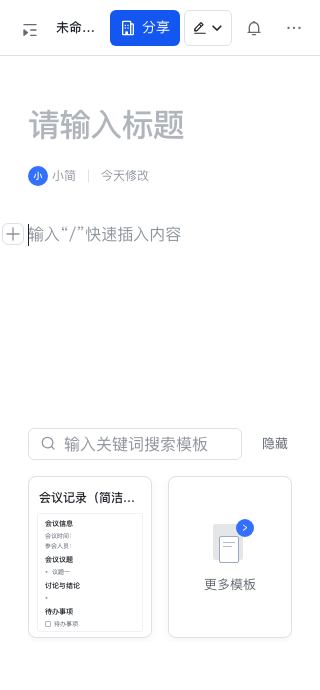 未命...
分享
请输入标题
小 小简 今天修改
输入“/”快速插入内容
输入关键词搜索模板 隐藏
会议记录（简洁...
会议信息
会议时间：
参会人员：
会议议题
• 议题一
讨论与结论
•
待办事项
待办事项
更多模板